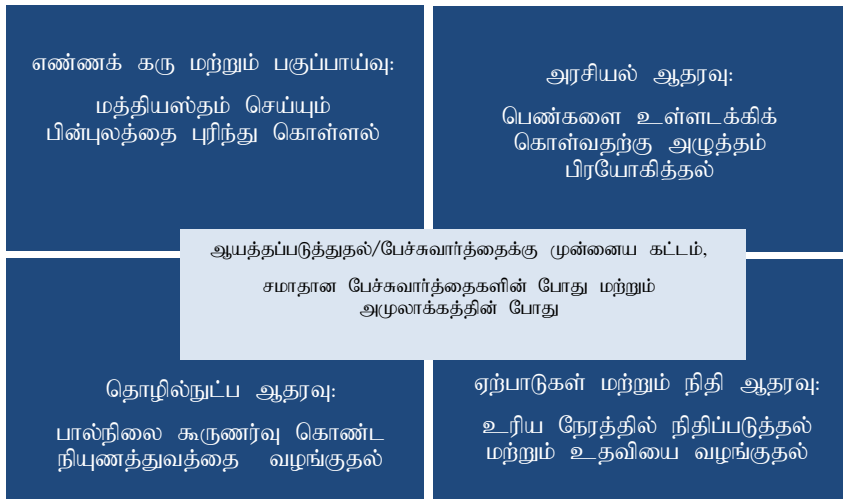 எண்ணக் கரு மற்றும் பகுப்பாய்வு:
மத்தியஸ்தம் செய்யும்
பின்புலத்தை புரிந்து கொள்ளல்
அரசியல் ஆதரவு:
பெண்களை உள்ளடக்கிக்
கொள்வதற்கு அழுத்தம்
பிரயோகித்தல்
ஆயத்தப்படுத்துதல்/பேச்சுவார்த்தைக்கு முன்னைய கட்டம்,
சமாதான பேச்சுவார்த்தைகளின் போது மற்றும்
அமுலாக்கத்தின் போது
தொழில்நுட்ப ஆதரவு:
பால்நிலை கூருணர்வு கொண்ட
நியுணத்துவத்தை வழங்குதல்
ஏற்பாடுகள் மற்றும் நிதி ஆதரவு:
உரிய நேரத்தில் நிதிப்படுத்தல்
மற்றும் உதவியை வழங்குதல்